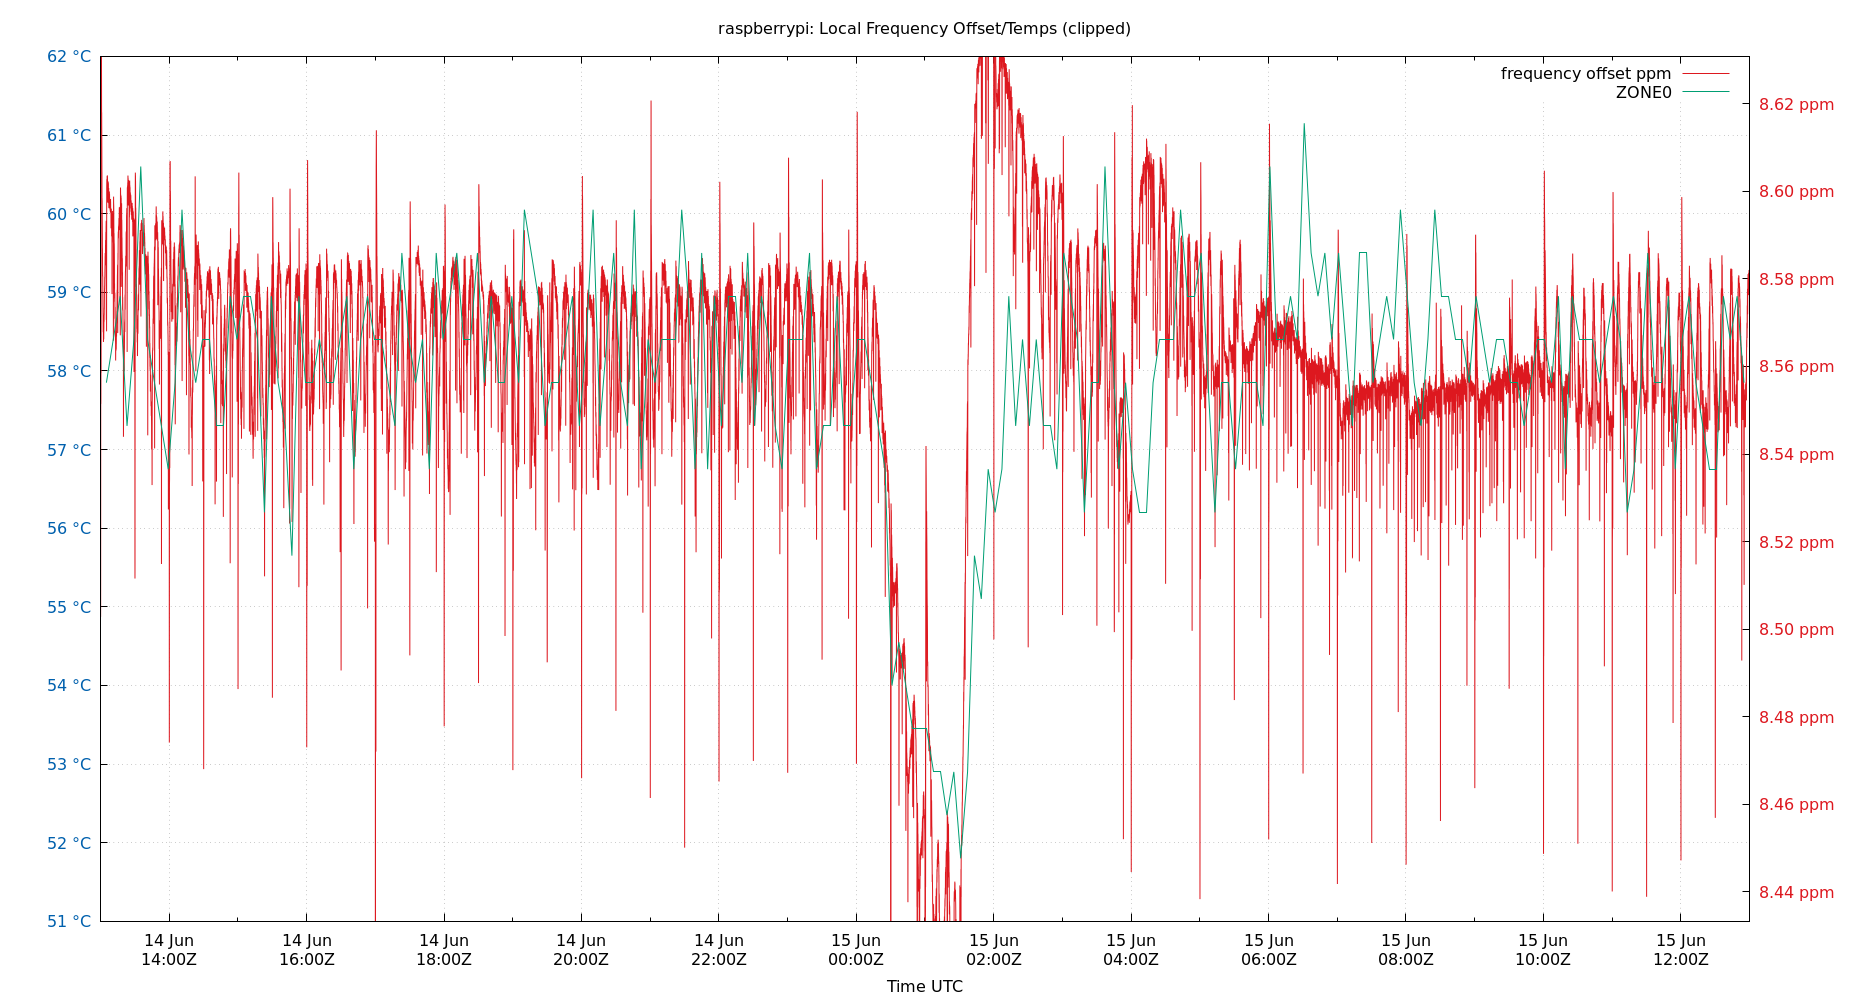 raspberrypi: Local Frequency Offset/Temps (clipped)
frequency offset ppm
ZONE0
62 °C
61 °C
60 °C
59 °C
58 °C
57 °C
56 °C
55 °C
54 °C
53 °C
52 °C
51 °C
8.62 ppm
8.60 ppm
8.58 ppm
8.56 ppm
8.54 ppm
8.52 ppm
8.50 ppm
8.48 ppm
8.46 ppm
8.44 ppm
14 Jun
14:00Z
14 Jun
16:00Z
14 Jun
18:00Z
14 Jun
20:00Z
14 Jun
22:00Z
15 Jun
00:00Z
15 Jun
02:00Z
15 Jun
04:00Z
15 Jun
06:00Z
15 Jun
08:00Z
15 Jun
10:00Z
15 Jun
12:00Z
Time UTC